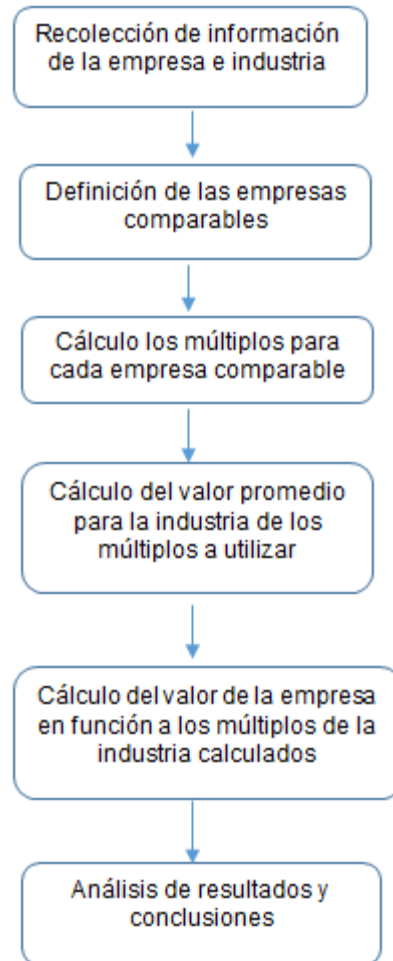 Recolección de información
de la empresa e industria
Definición de las empresas
comparables
Cálculo los múltiplos para
cada empresa comparable
Cálculo del valor promedio
para la industria de los
múltiplos a utilizar
Cálculo del valor de la empresa
en función a los múltiplos de la
industria calculados
Análisis de resultados y
conclusiones